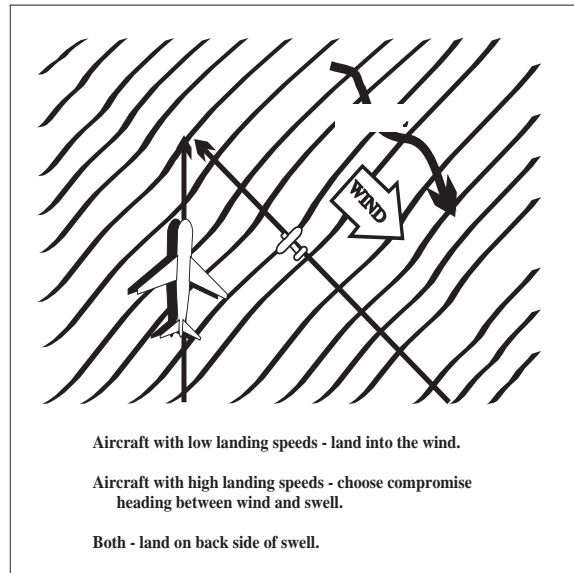 WIND
Aircraft with low landing speeds - land into the wind.
Aircraft with high landing speeds - choose compromise
heading between wind and swell.
Both - land on back side of swell.